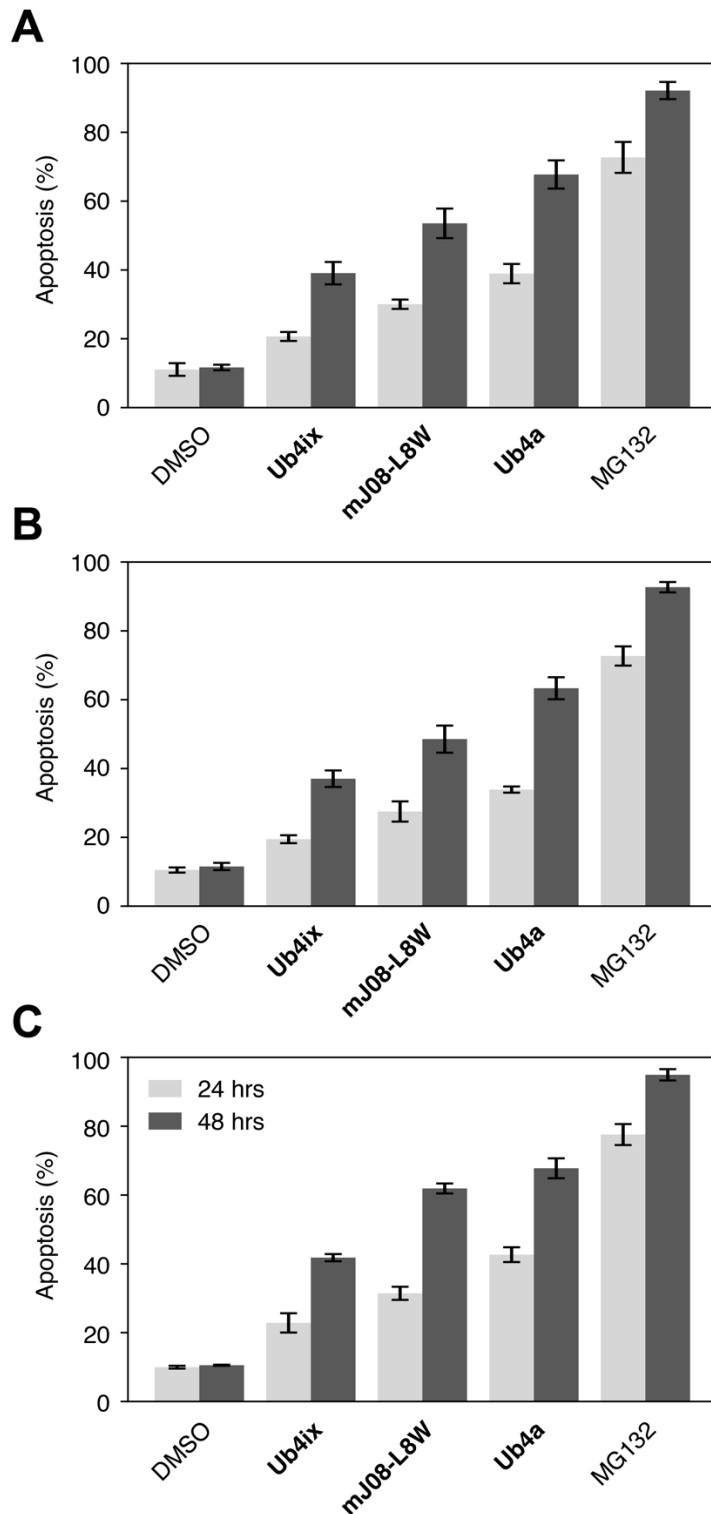 A
100
80
60
40
20
0
Apoptosis (%)
DMSO
Ub4ix
mJ08-L8W
Ub4a
MG132
B
100
80
60
40
20
0
Apoptosis (%)
DMSO
Ub4ix
mJ08-L8W
Ub4a
MG132
C
100
80
60
40
20
0
Apoptosis (%)
24 hrs
48 hrs
DMSO
Ub4ix
mJ08-L8W
Ub4a
MG132